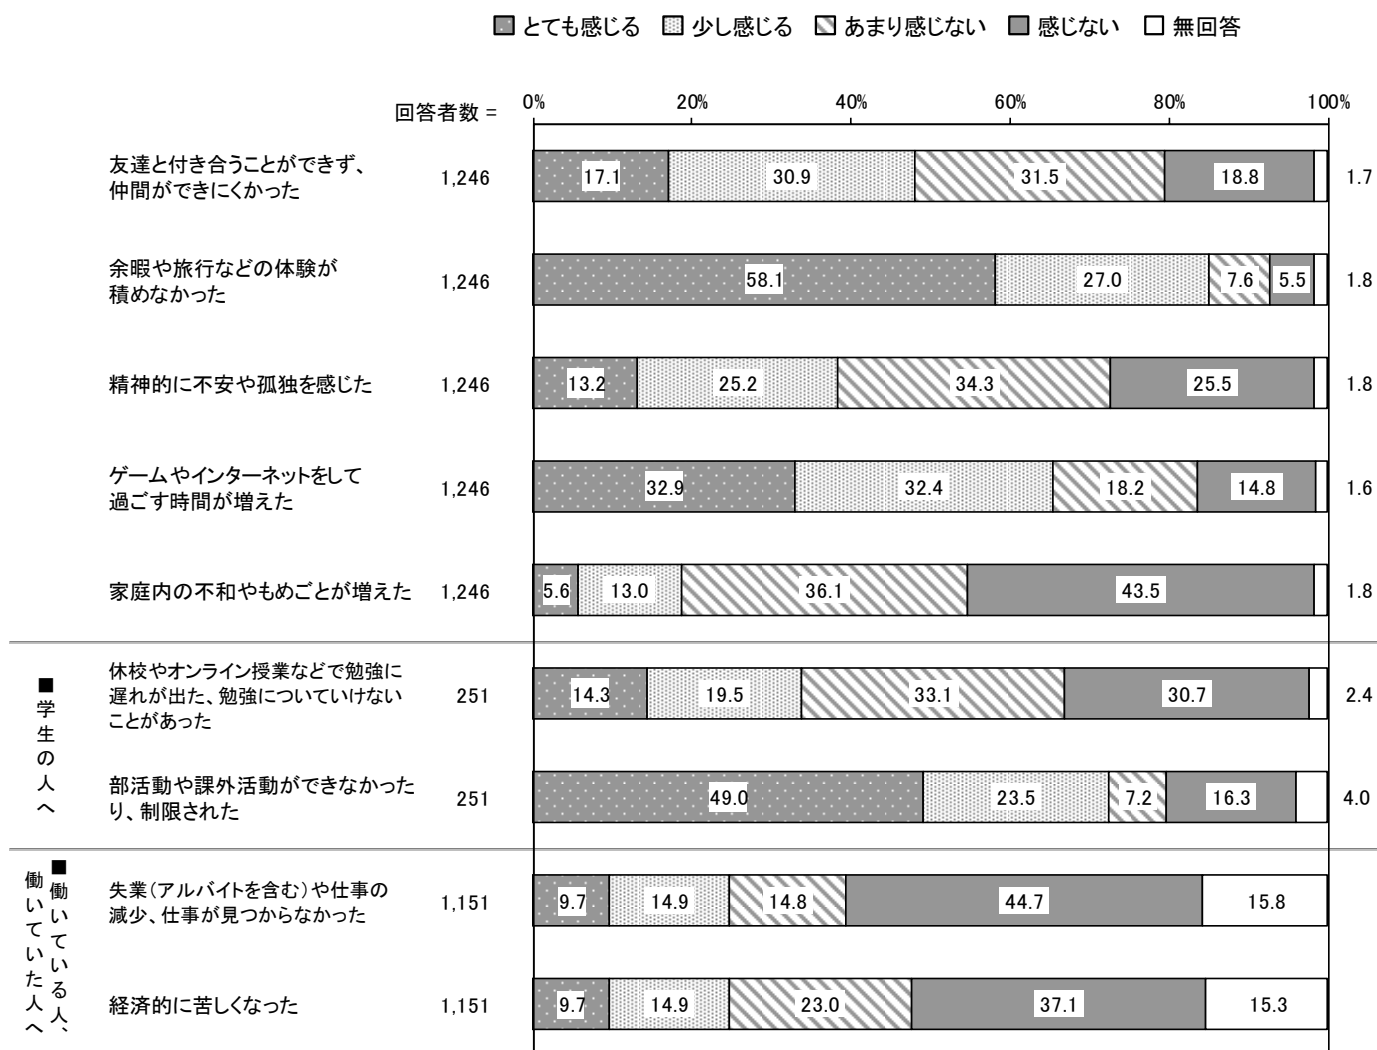 とても感じる 少し感じる あまり感じない 感じない 無回答
回答者数 = 0% 20% 40% 60% 80% 100%
友達と付き合うことができず、
仲間ができにくかった
1,246 17.1 30.9 31.5 18.8 1.7
余暇や旅行などの体験が
積めなかった
1,246 58.1 27.0 7.6 5.5 1.8
精神的に不安や孤独を感じた 1,246 13.2 25.2 34.3 25.5 1.8
ゲームやインターネットをして
過ごす時間が増えた
1,246 32.9 32.4 18.2 14.8 1.6
家庭内の不和やもめごとが増えた 1,246 5.6 13.0 36.1 43.5 1.8
■学生の人へ
休校やオンライン授業などで勉強に
遅れが出た、勉強についていけない
ことがあった
251 14.3 19.5 33.1 30.7 2.4
部活動や課外活動ができなかった
り、制限された
251 49.0 23.5 7.2 16.3 4.0
■働いている人、
働いていた人へ
失業(アルバイトを含む)や仕事の
減少、仕事が見つからなかった
1,151 9.7 14.9 14.8 44.7 15.8
経済的に苦しくなった 1,151 9.7 14.9 23.0 37.1 15.3